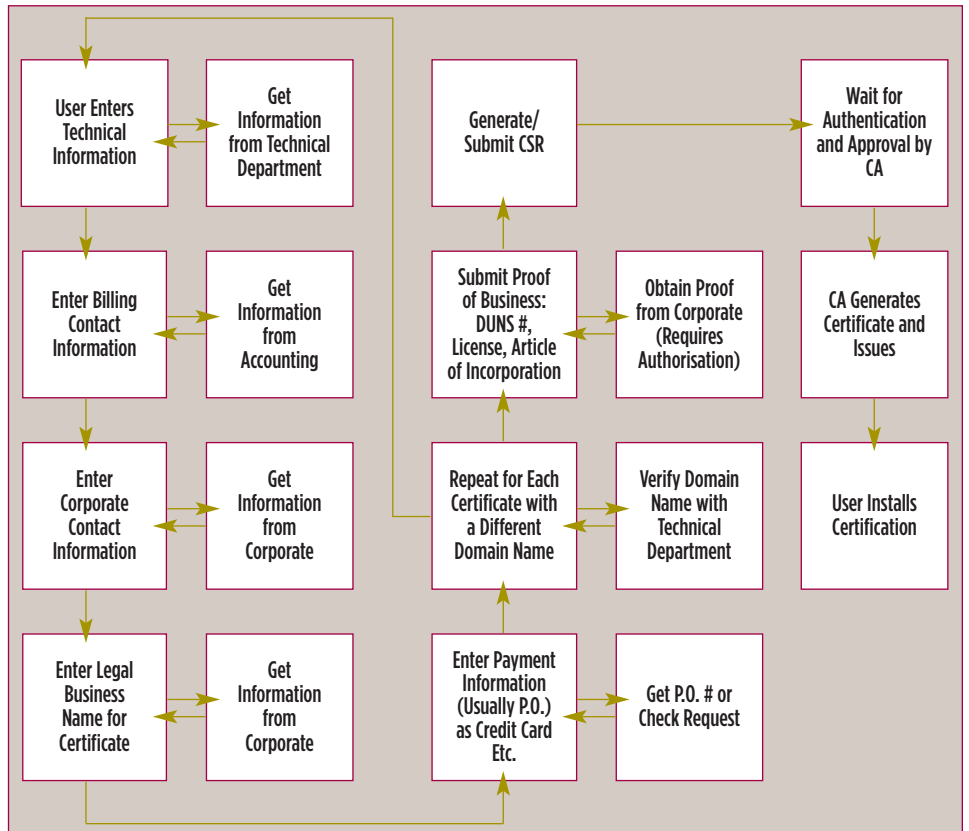 User Enters
Technical
Information
Get
Information
from Technical
Department
Enter Billing
Contact
Information
Get
Information
from
Accounting
Enter
Corporate
Contact
Information
Get
Information
from
Corporate
Enter Legal
Business
Name for
Certificate
Get
Information
from
Corporate
Enter Payment
Information
(Usually P.O.)
as Credit Card
Etc.
Get P.O. # or
Check Request
Repeat for Each
Certificate with
a Different
Domain Name
Verify Domain
Name with
Technical
Department
Submit Proof
of Business:
DUNS #,
License, Article
of Incorporation
Obtain Proof
from Corporate
(Requires
Authorisation)
Generate/
Submit CSR
Wait for
Authentication
and Approval by
CA
CA Generates
Certificate and
Issues
User Installs
Certification